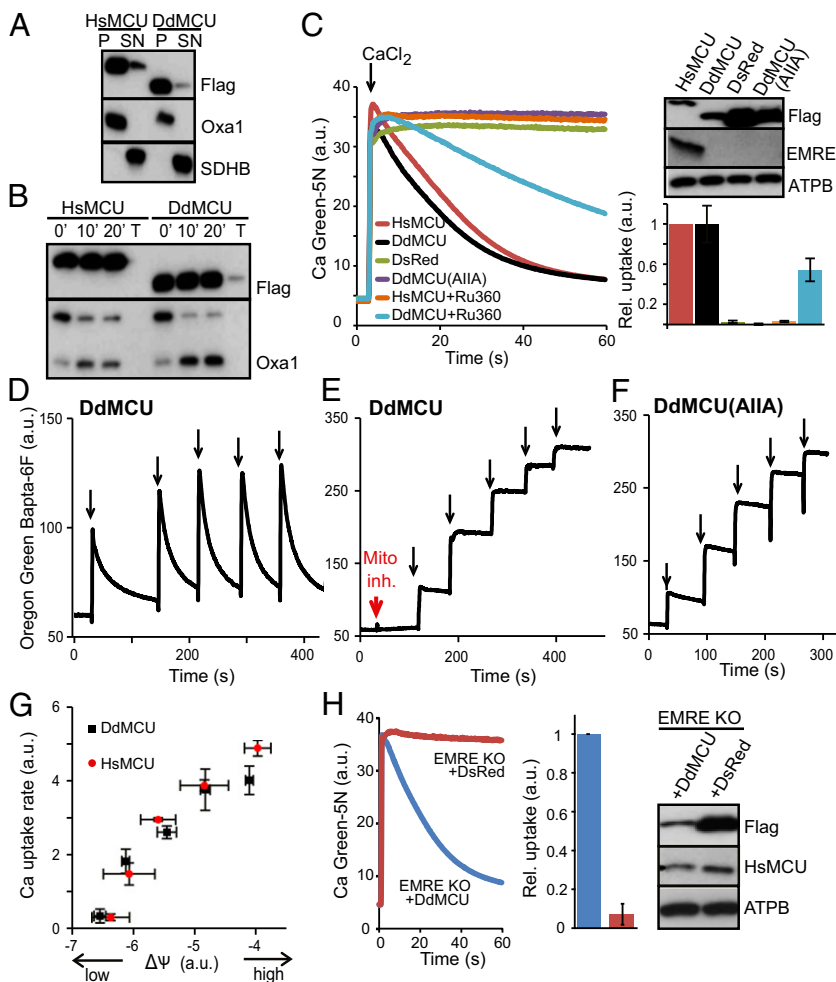 A
HsMCU DdMCU
P SN P SN
Flag
Oxa1
SDHB
B
HsMCU DdMCU
0' 10' 20' T 0' 10' 20' T
Flag
Oxa1
C
CaCl2
Ca Green-5N (a.u.)
40
30
20
10
0
0 20 40 60
Time (s)
HsMCU
DdMCU
DsRed
DdMCU(AIIA)
HsMCU+Ru360
DdMCU+Ru360
HsMCU
DdMCU
DsRed
DdMCU
(AIIA)
Flag
EMRE
ATPB
Rel. uptake (a.u.)
1
0.8
0.6
0.4
0.2
D
DdMCU
Oregon Green Bapta-6F (a.u.)
150
100
50
0 200 400
Time (s)
E
DdMCU
350
250
150
50
Mito
inh.
0 200 400
Time (s)
F
DdMCU(AIIA)
350
250
150
50
0 100 200 300
Time (s)
G
DdMCU
HsMCU
Ca uptake rate (a.u.)
6
4
2
0
-7 -6 -5 -4
low ΔΨ (a.u.) high
H
Ca Green-5N (a.u.)
40
30
20
10
0
EMRE KO
+DsRed
EMRE KO
+DdMCU
0 20 40 60
Time (s)
Rel. uptake (a.u.)
1
0.8
0.6
0.4
0.2
0
EMRE KO
+DdMCU
+DsRed
Flag
HsMCU
ATPB